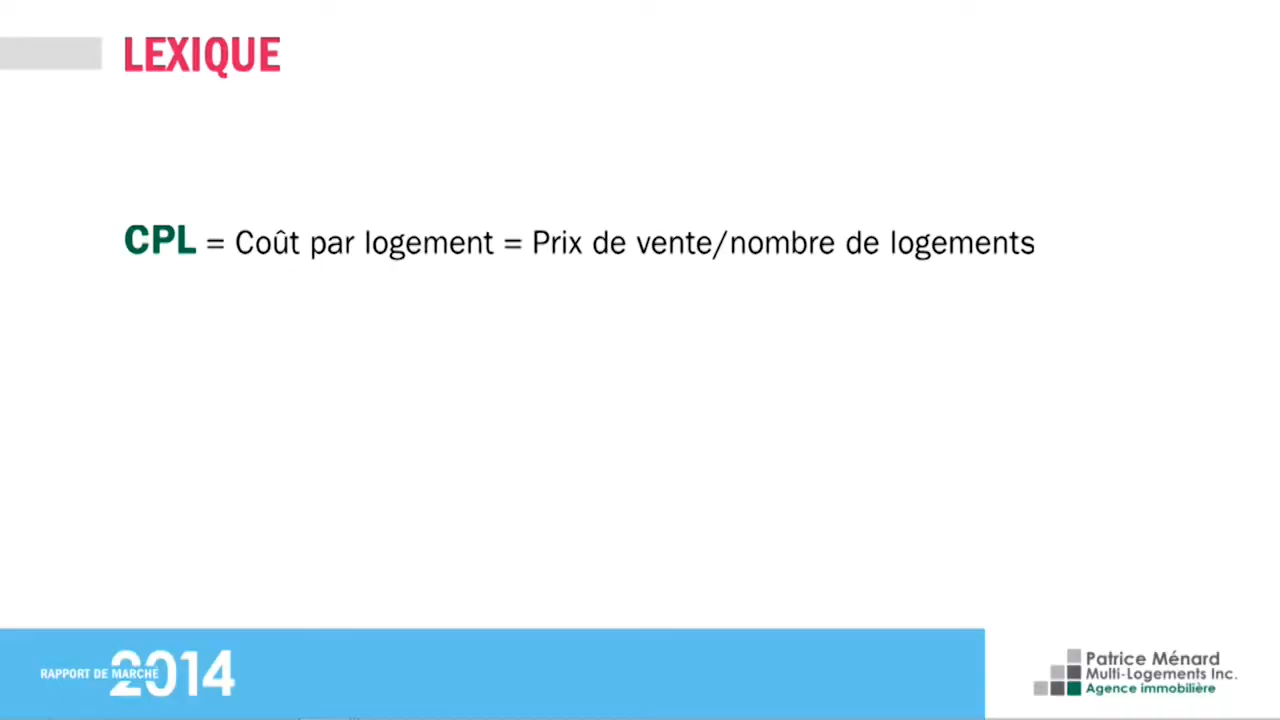 LEXIQUE
CPL = Coût par logement = Prix de vente/nombre de logements
RAPPORT DE MARCHÉ 2014
Patrice Ménard
Multi-Logements Inc.
Agence immobilière